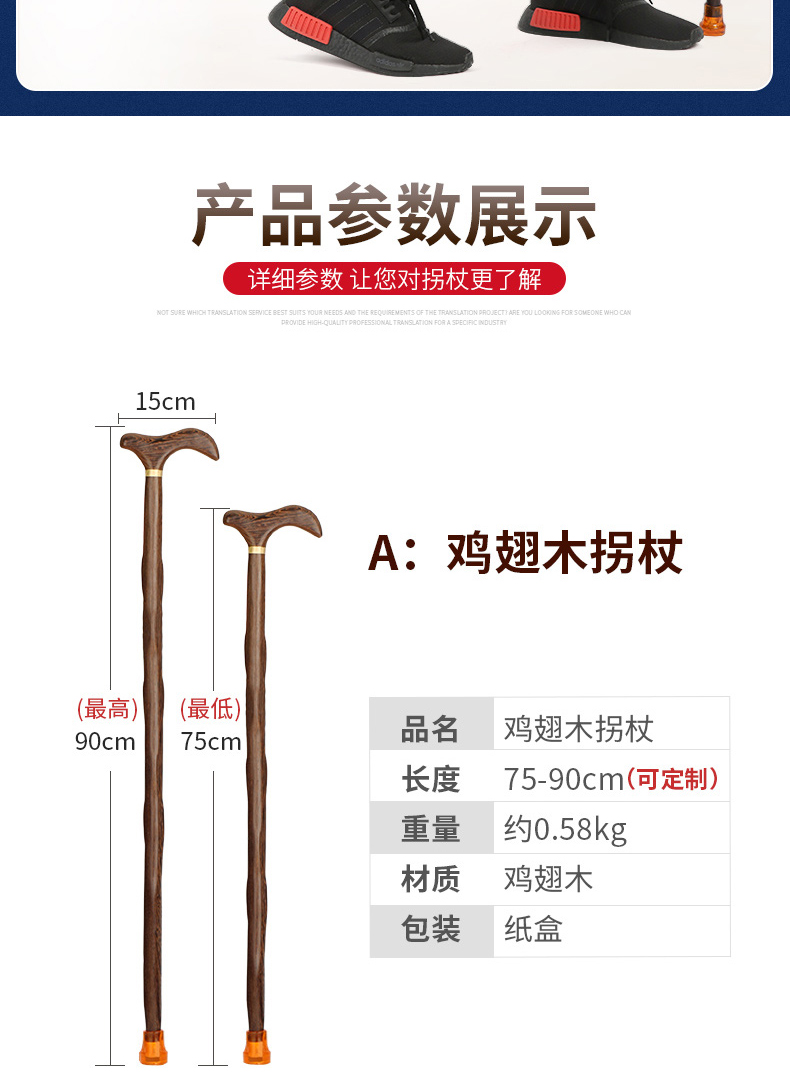 产品参数展示
详细参数 让您对拐杖更了解
NOT SURE WHICH TRANSLATION SERVICE BEST SUITS YOUR NEEDS AND THE REQUIREMENTS OF THE TRANSLATION PROJECT? ARE YOU LOOKING FOR SOMEONE WHO CAN
PROVIDE HIGH-QUALITY PROFESSIONAL TRANSLATION FOR A SPECIFIC INDUSTRY
15cm
A：鸡翅木拐杖
(最高)
90cm
(最低)
75cm
品名 鸡翅木拐杖
长度 75-90cm(可定制)
重量 约0.58kg
材质 鸡翅木
包装 纸盒